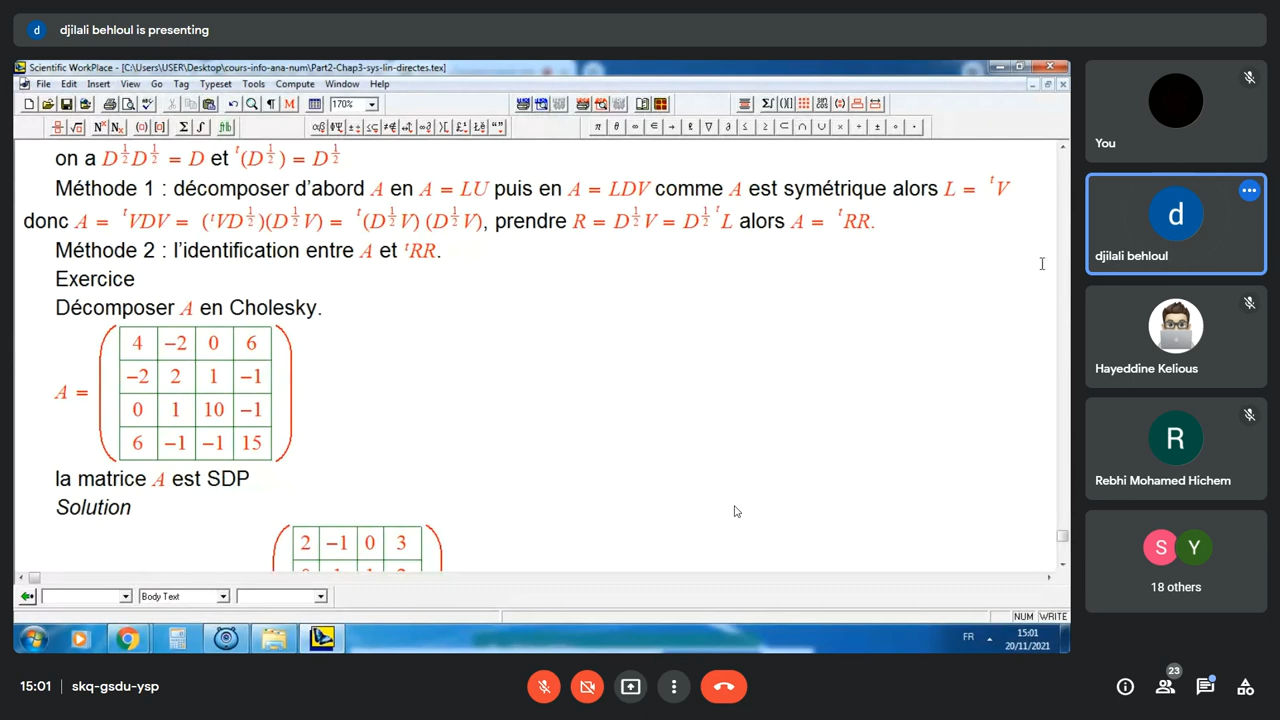 djilali behloul is presenting
Scientific WorkPlace - [C:\Users\USER\Desktop\cours-info-ana-num\Part2-Chap3-sys-lin-directes.tex]
File Edit Insert View Go Tag Typeset Tools Compute Window Help
170%
on a D^{1/2}D^{1/2} = D et ^t(D^{1/2}) = D^{1/2}
Méthode 1 : décomposer d'abord A en A = LU puis en A = LDV comme A est symétrique alors L = ^tV
donc A = ^tVDV = (^tVD^{1/2})(D^{1/2}V) = ^t(D^{1/2}V) (D^{1/2}V), prendre R = D^{1/2}V = D^{1/2} ^tL alors A = ^tRR.
Méthode 2 : l'identification entre A et ^tRR.
Exercice
Décomposer A en Cholesky.
4 −2 0 6
−2 2 1 −1
A =
0 1 10 −1
6 −1 −1 15
la matrice A est SDP
Solution
2 −1 0 3
Body Text
NUM WRITE
FR
15:01
20/11/2021
You
d
djilali behloul
Hayeddine Kelious
R
Rebhi Mohamed Hichem
S Y
18 others
15:01 skq-gsdu-ysp
23